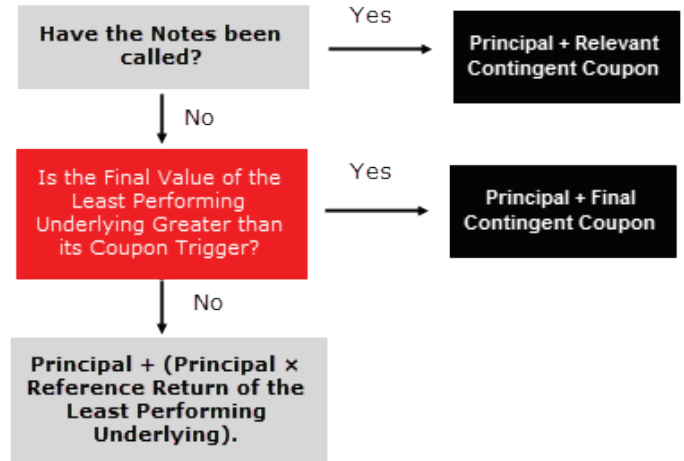 Have the Notes been
called?
Yes
Principal + Relevant
Contingent Coupon
No
Is the Final Value of the
Least Performing
Underlying Greater than
its Coupon Trigger?
Yes
Principal + Final
Contingent Coupon
No
Principal + (Principal ×
Reference Return of the
Least Performing
Underlying).